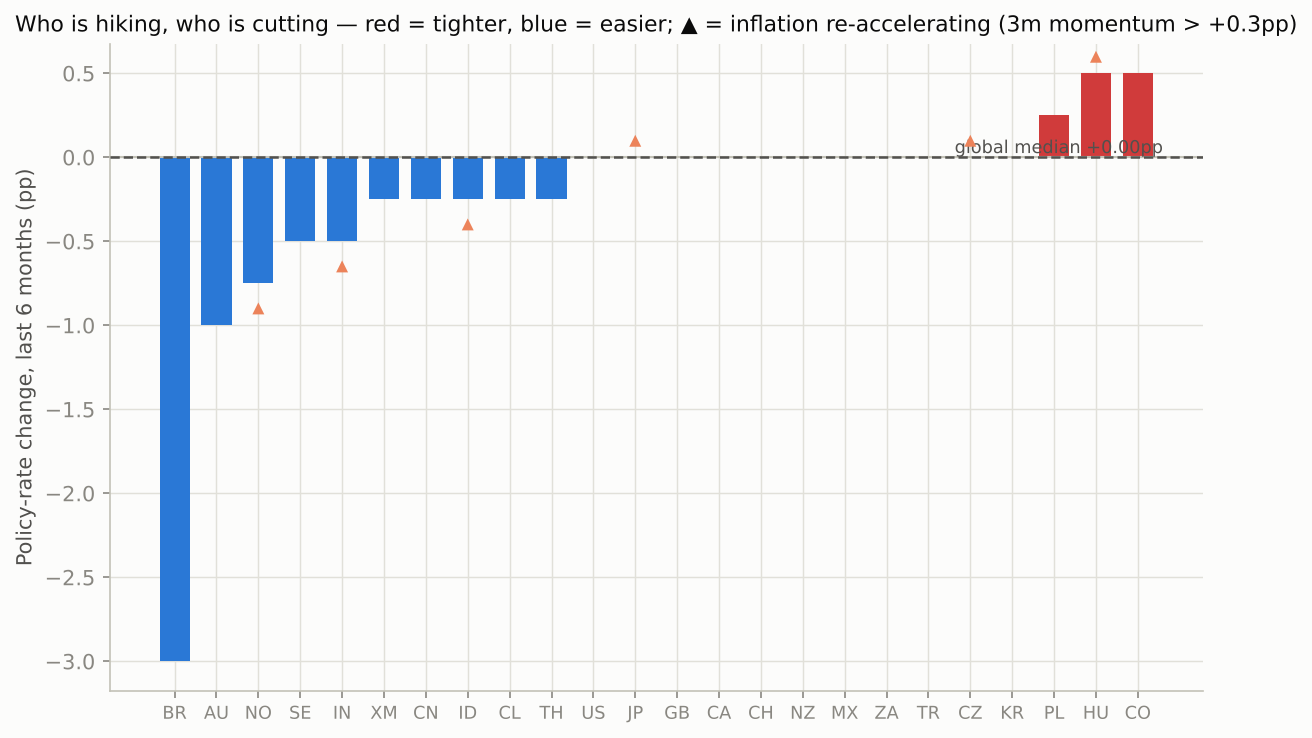 Who is hiking, who is cutting — red = tighter, blue = easier; ▲ = inflation re-accelerating (3m momentum > +0.3pp)
Policy-rate change, last 6 months (pp)
0.5
0.0
−0.5
−1.0
−1.5
−2.0
−2.5
−3.0
global median +0.00pp
BR AU NO SE IN XM CN ID CL TH US JP GB CA CH NZ MX ZA TR CZ KR PL HU CO